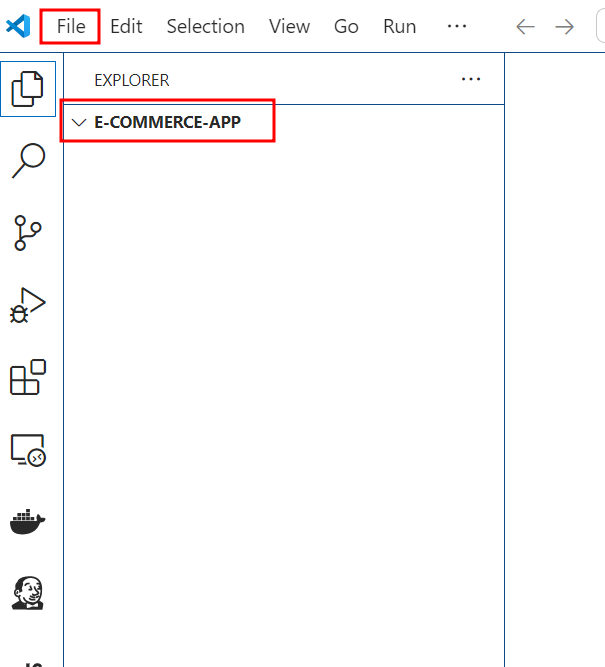 File Edit Selection View Go Run ...
EXPLORER ...
E-COMMERCE-APP